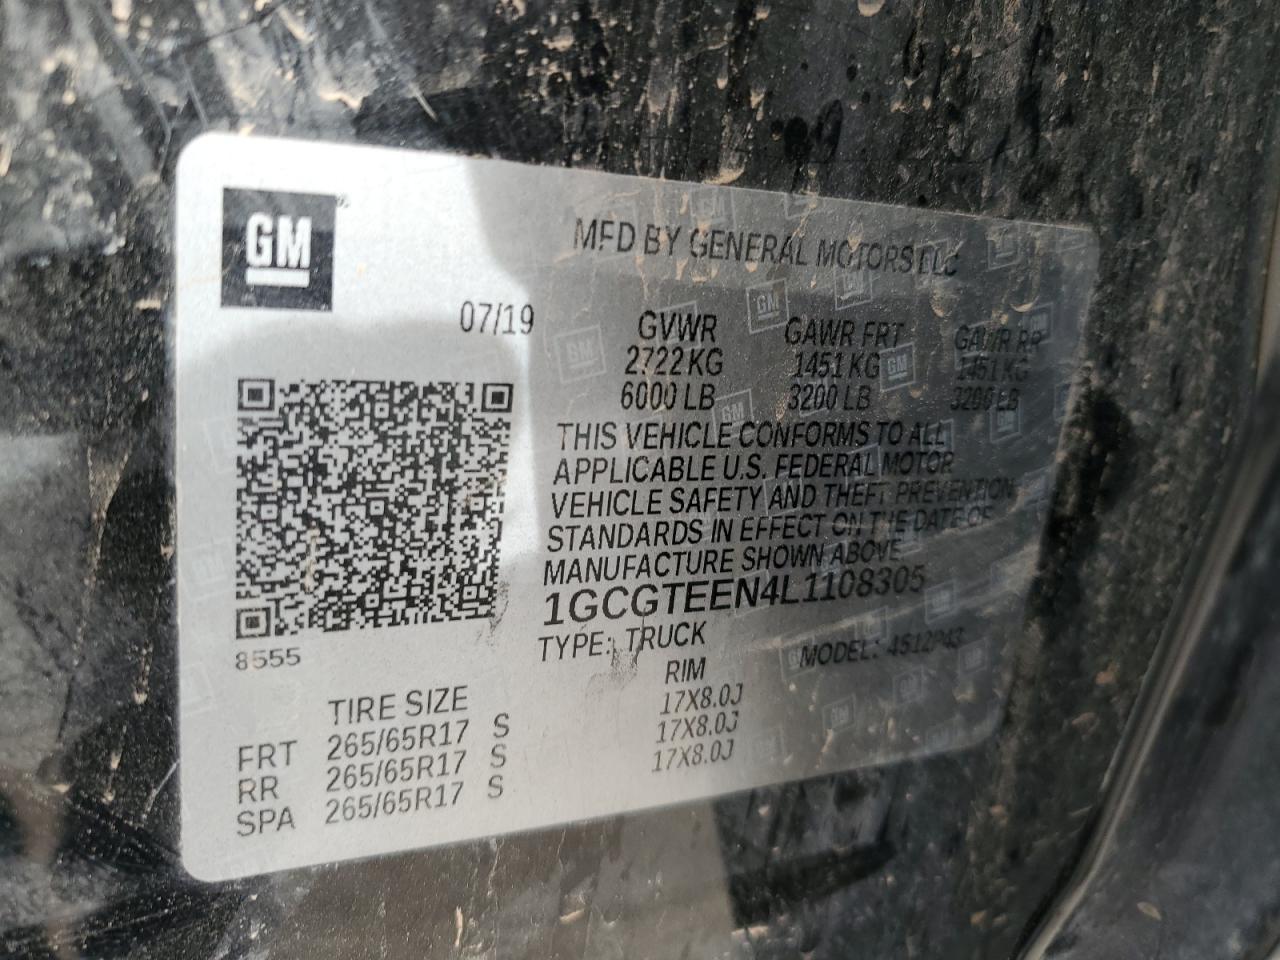 GM
MFD BY GENERAL MOTORS LLC
07/19
GVWR GAWR FRT GAWR RR
2722 KG 1451 KG 1451 KG
6000 LB 3200 LB 3200 LB
THIS VEHICLE CONFORMS TO ALL
APPLICABLE U.S. FEDERAL MOTOR
VEHICLE SAFETY AND THEFT PREVENTION
STANDARDS IN EFFECT ON THE DATE OF
MANUFACTURE SHOWN ABOVE
1GCGTEEN4L1108305
TYPE: TRUCK MODEL: 4512P43
8555
TIRE SIZE RIM
FRT 265/65R17 S 17X8.0J
RR 265/65R17 S 17X8.0J
SPA 265/65R17 S 17X8.0J